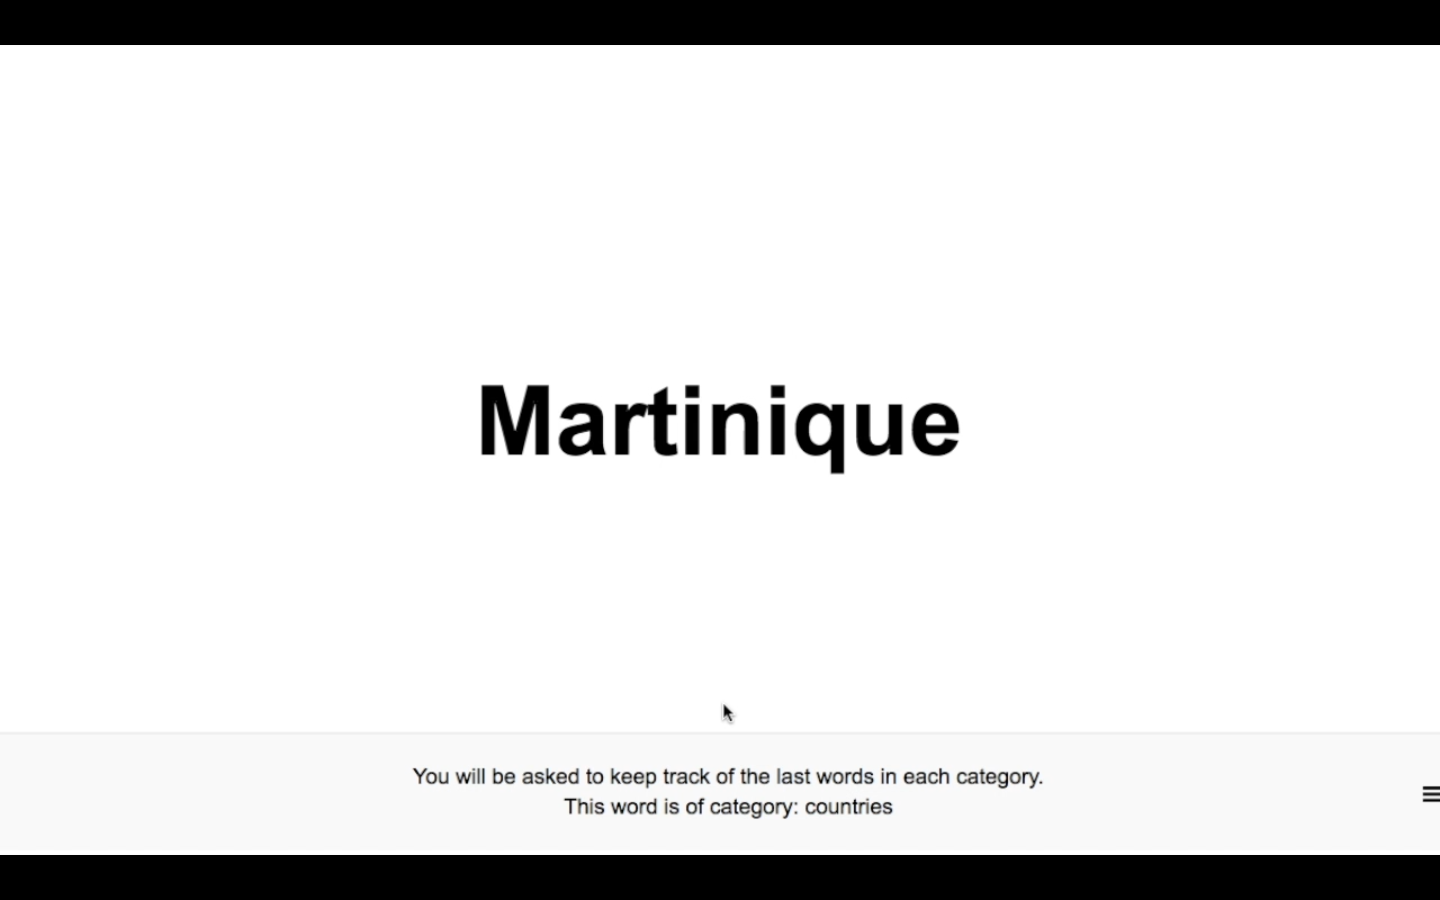 Martinique
You will be asked to keep track of the last words in each category.
This word is of category: countries